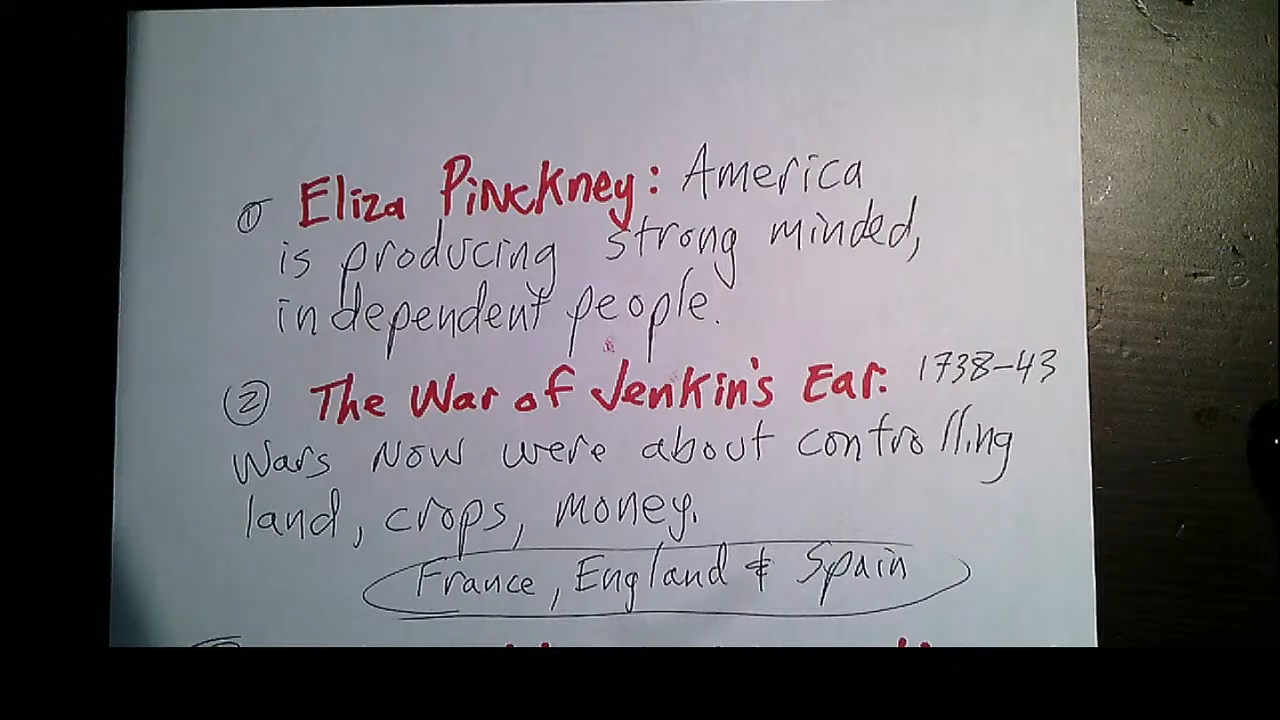 ① Eliza Pinckney: America
is producing strong minded,
independent people.
② The War of Jenkin's Ear: 1738-43
Wars now were about controlling
land, crops, money.
France, England & Spain